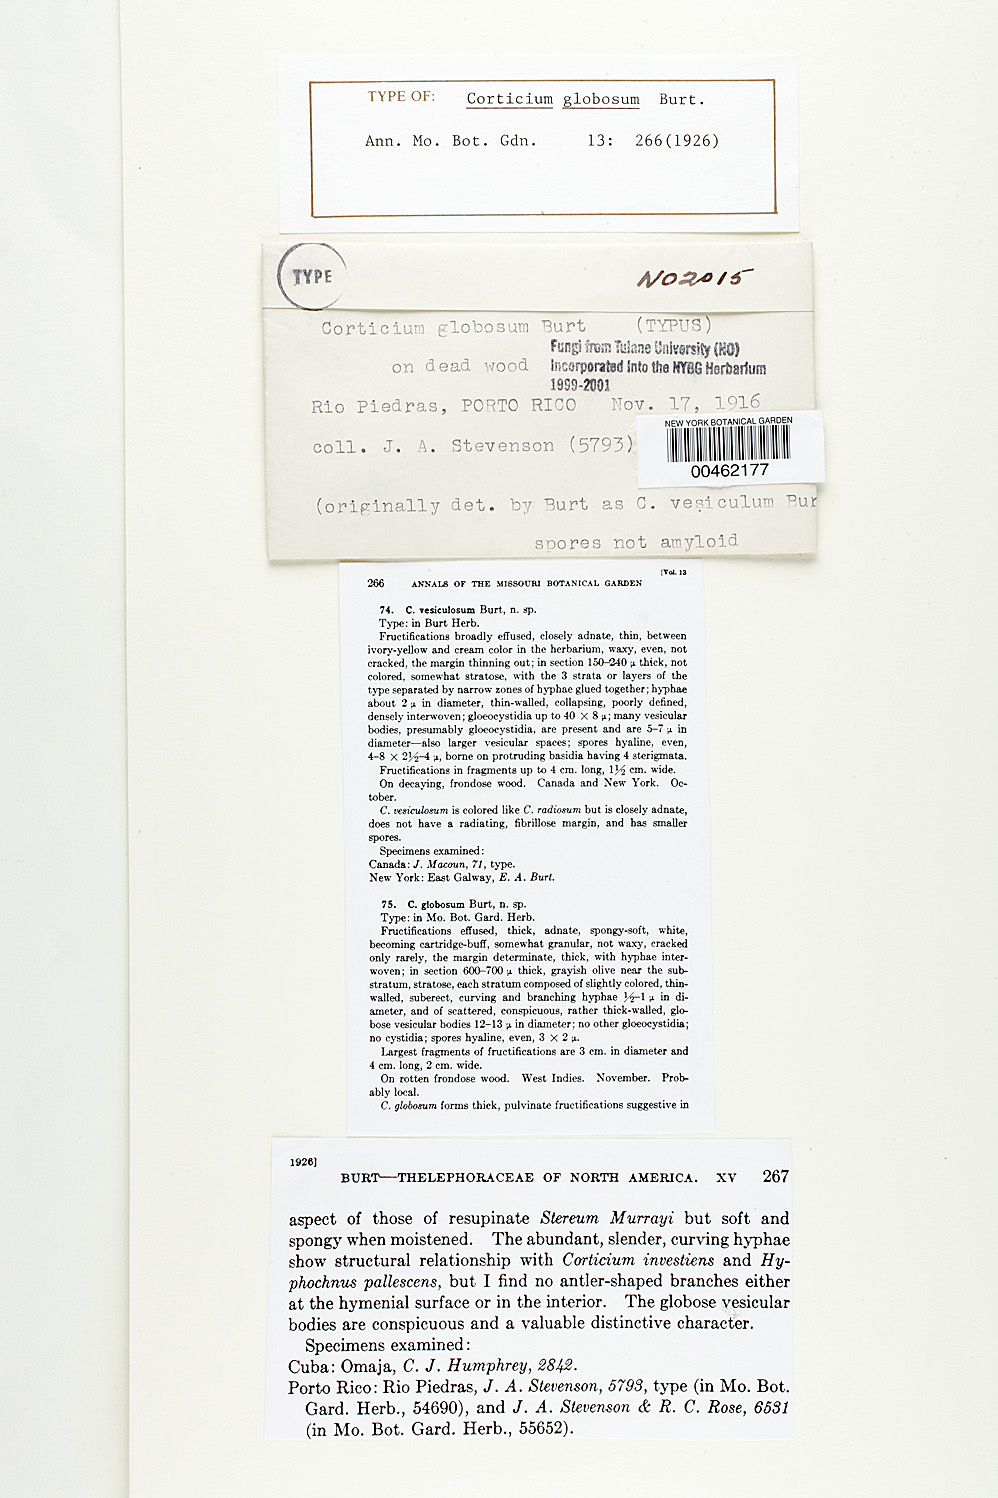 TYPE OF: Corticium globosum Burt.
Ann. Mo. Bot. Gdn. 13: 266(1926)
TYPE
NO2015
Corticium globosum Burt (TYPUS)
Fungi from Tulane University (NO)
on dead wood
Incorporated into the NYBG Herbarium
1999-2001
Rio Piedras, PORTO RICO Nov. 17, 1916
NEW YORK BOTANICAL GARDEN
coll. J. A. Stevenson (5793)
00462177
(originally det. by Burt as C. vesiculum Bur
spores not amyloid
[Vol. 13
266 ANNALS OF THE MISSOURI BOTANICAL GARDEN
74. C. vesiculosum Burt, n. sp.
Type: in Burt Herb.
Fructifications broadly effused, closely adnate, thin, between
ivory-yellow and cream color in the herbarium, waxy, even, not
cracked, the margin thinning out; in section 150–240 μ thick, not
colored, somewhat stratose, with the 3 strata or layers of the
type separated by narrow zones of hyphae glued together; hyphae
about 2 μ in diameter, thin-walled, collapsing, poorly defined,
densely interwoven; gloeocystidia up to 40 × 8 μ; many vesicular
bodies, presumably gloeocystidia, are present and are 5–7 μ in
diameter—also larger vesicular spaces; spores hyaline, even,
4–8 × 2½–4 μ, borne on protruding basidia having 4 sterigmata.
Fructifications in fragments up to 4 cm. long, 1½ cm. wide.
On decaying, frondose wood. Canada and New York. Oc-
tober.
C. vesiculosum is colored like C. radiosum but is closely adnate,
does not have a radiating, fibrillose margin, and has smaller
spores.
Specimens examined:
Canada: J. Macoun, 71, type.
New York: East Galway, E. A. Burt.
75. C. globosum Burt, n. sp.
Type: in Mo. Bot. Gard. Herb.
Fructifications effused, thick, adnate, spongy-soft, white,
becoming cartridge-buff, somewhat granular, not waxy, cracked
only rarely, the margin determinate, thick, with hyphae inter-
woven; in section 600–700 μ thick, grayish olive near the sub-
stratum, stratose, each stratum composed of slightly colored, thin-
walled, suberect, curving and branching hyphae ½–1 μ in di-
ameter, and of scattered, conspicuous, rather thick-walled, glo-
bose vesicular bodies 12–13 μ in diameter; no other gloeocystidia;
no cystidia; spores hyaline, even, 3 × 2 μ.
Largest fragments of fructifications are 3 cm. in diameter and
4 cm. long, 2 cm. wide.
On rotten frondose wood. West Indies. November. Prob-
ably local.
C. globosum forms thick, pulvinate fructifications suggestive in
1926]
BURT—THELEPHORACEAE OF NORTH AMERICA. XV 267
aspect of those of resupinate Stereum Murrayi but soft and
spongy when moistened. The abundant, slender, curving hyphae
show structural relationship with Corticium investiens and Hy-
phochnus pallescens, but I find no antler-shaped branches either
at the hymenial surface or in the interior. The globose vesicular
bodies are conspicuous and a valuable distinctive character.
Specimens examined:
Cuba: Omaja, C. J. Humphrey, 2842.
Porto Rico: Rio Piedras, J. A. Stevenson, 5793, type (in Mo. Bot.
Gard. Herb., 54690), and J. A. Stevenson & R. C. Rose, 6531
(in Mo. Bot. Gard. Herb., 55652).